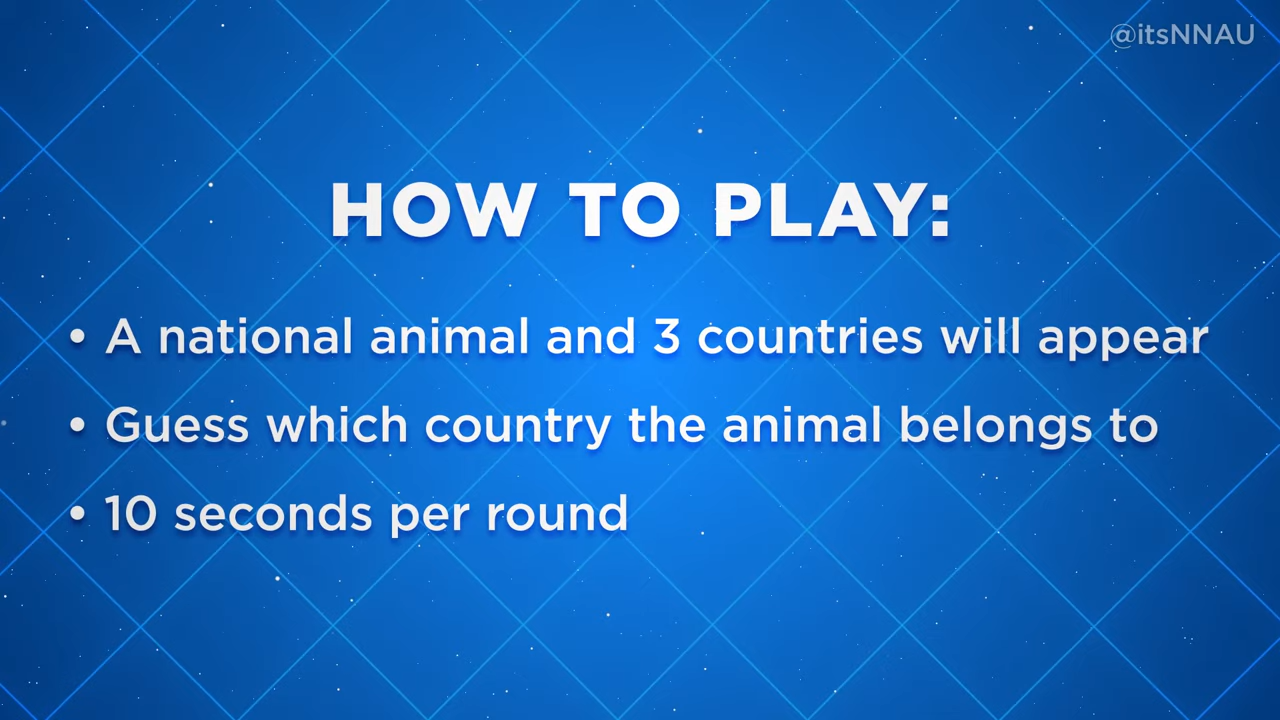 @itsNNAU
HOW TO PLAY:
• A national animal and 3 countries will appear
• Guess which country the animal belongs to
• 10 seconds per round